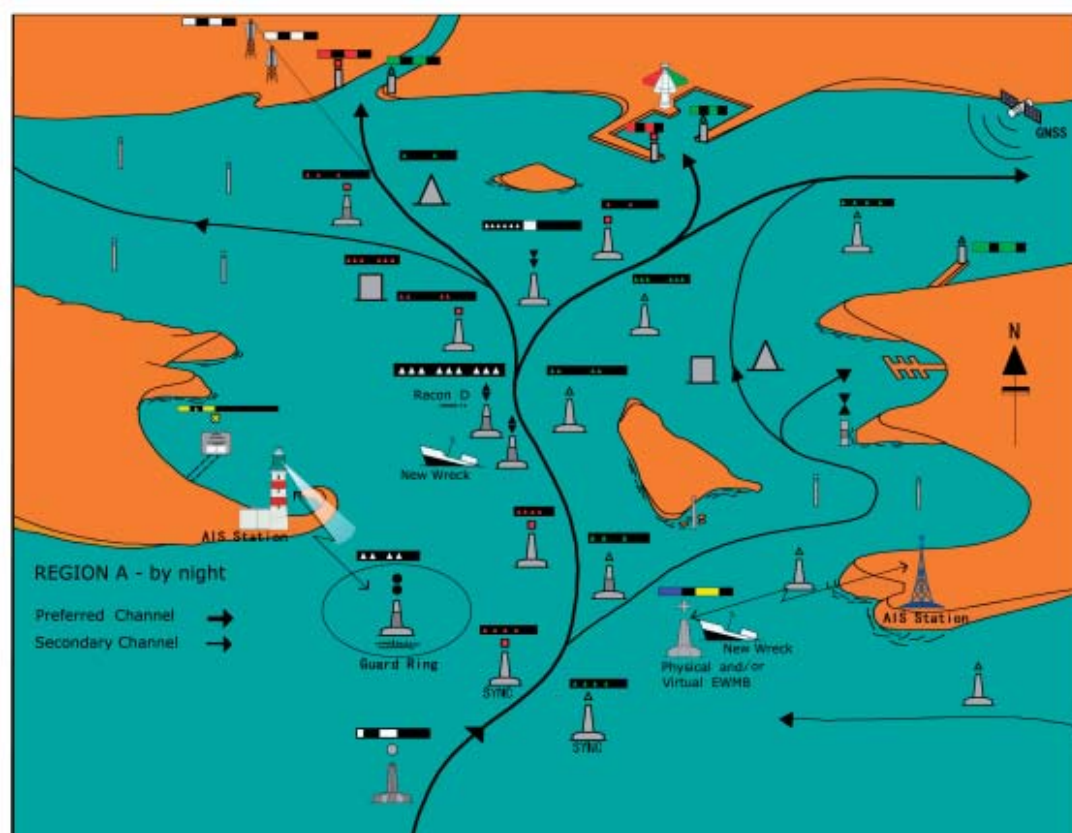 GNSS
N
Racon D
New Wreck
AIS Station
REGION A - by night
Preferred Channel
Secondary Channel
Guard Ring
SYNC
SYNC
New Wreck
Physical and/or
Virtual EWMB
AIS Station